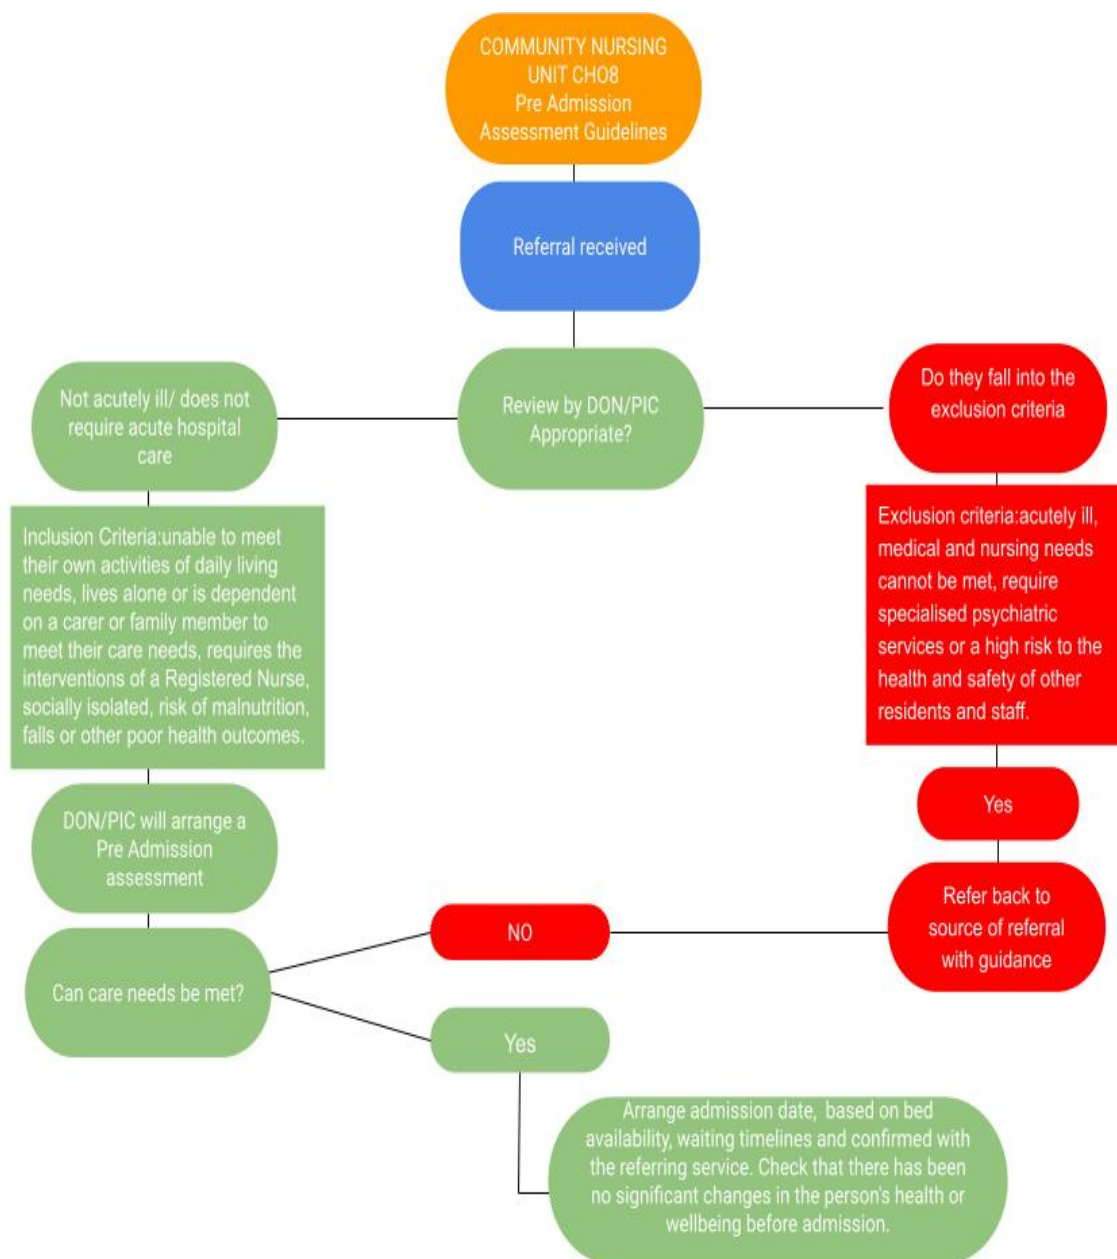 COMMUNITY NURSING
UNIT CHO8
Pre Admission
Assessment Guidelines
Referral received
Review by DON/PIC
Appropriate?
Not acutely ill/ does not
require acute hospital
care
Inclusion Criteria:unable to meet
their own activities of daily living
needs, lives alone or is dependent
on a carer or family member to
meet their care needs, requires the
interventions of a Registered Nurse,
socially isolated, risk of malnutrition,
falls or other poor health outcomes.
DON/PIC will arrange a
Pre Admission
assessment
Can care needs be met?
Do they fall into the
exclusion criteria
Exclusion criteria:acutely ill,
medical and nursing needs
cannot be met, require
specialised psychiatric
services or a high risk to the
health and safety of other
residents and staff.
Yes
Refer back to
source of referral
with guidance
NO
Yes
Arrange admission date, based on bed
availability, waiting timelines and confirmed with
the referring service. Check that there has been
no significant changes in the person's health or
wellbeing before admission.